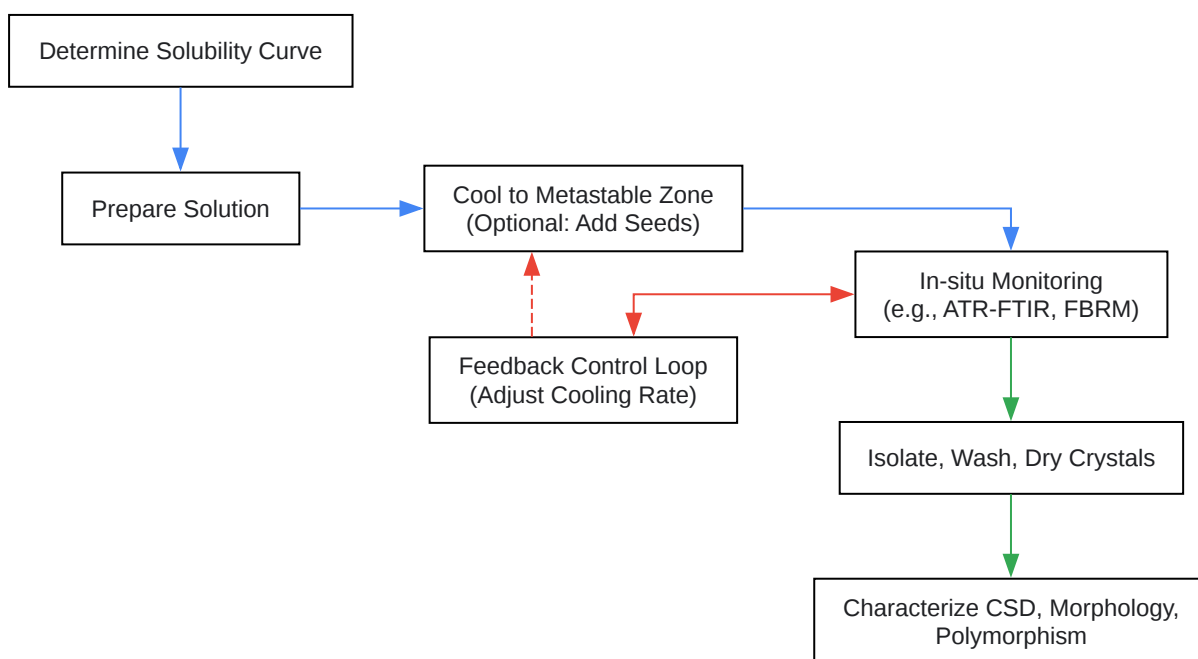 Determine Solubility Curve
Prepare Solution
Cool to Metastable Zone
(Optional: Add Seeds)
In-situ Monitoring
(e.g., ATR-FTIR, FBRM)
Feedback Control Loop
(Adjust Cooling Rate)
Isolate, Wash, Dry Crystals
Characterize CSD, Morphology,
Polymorphism